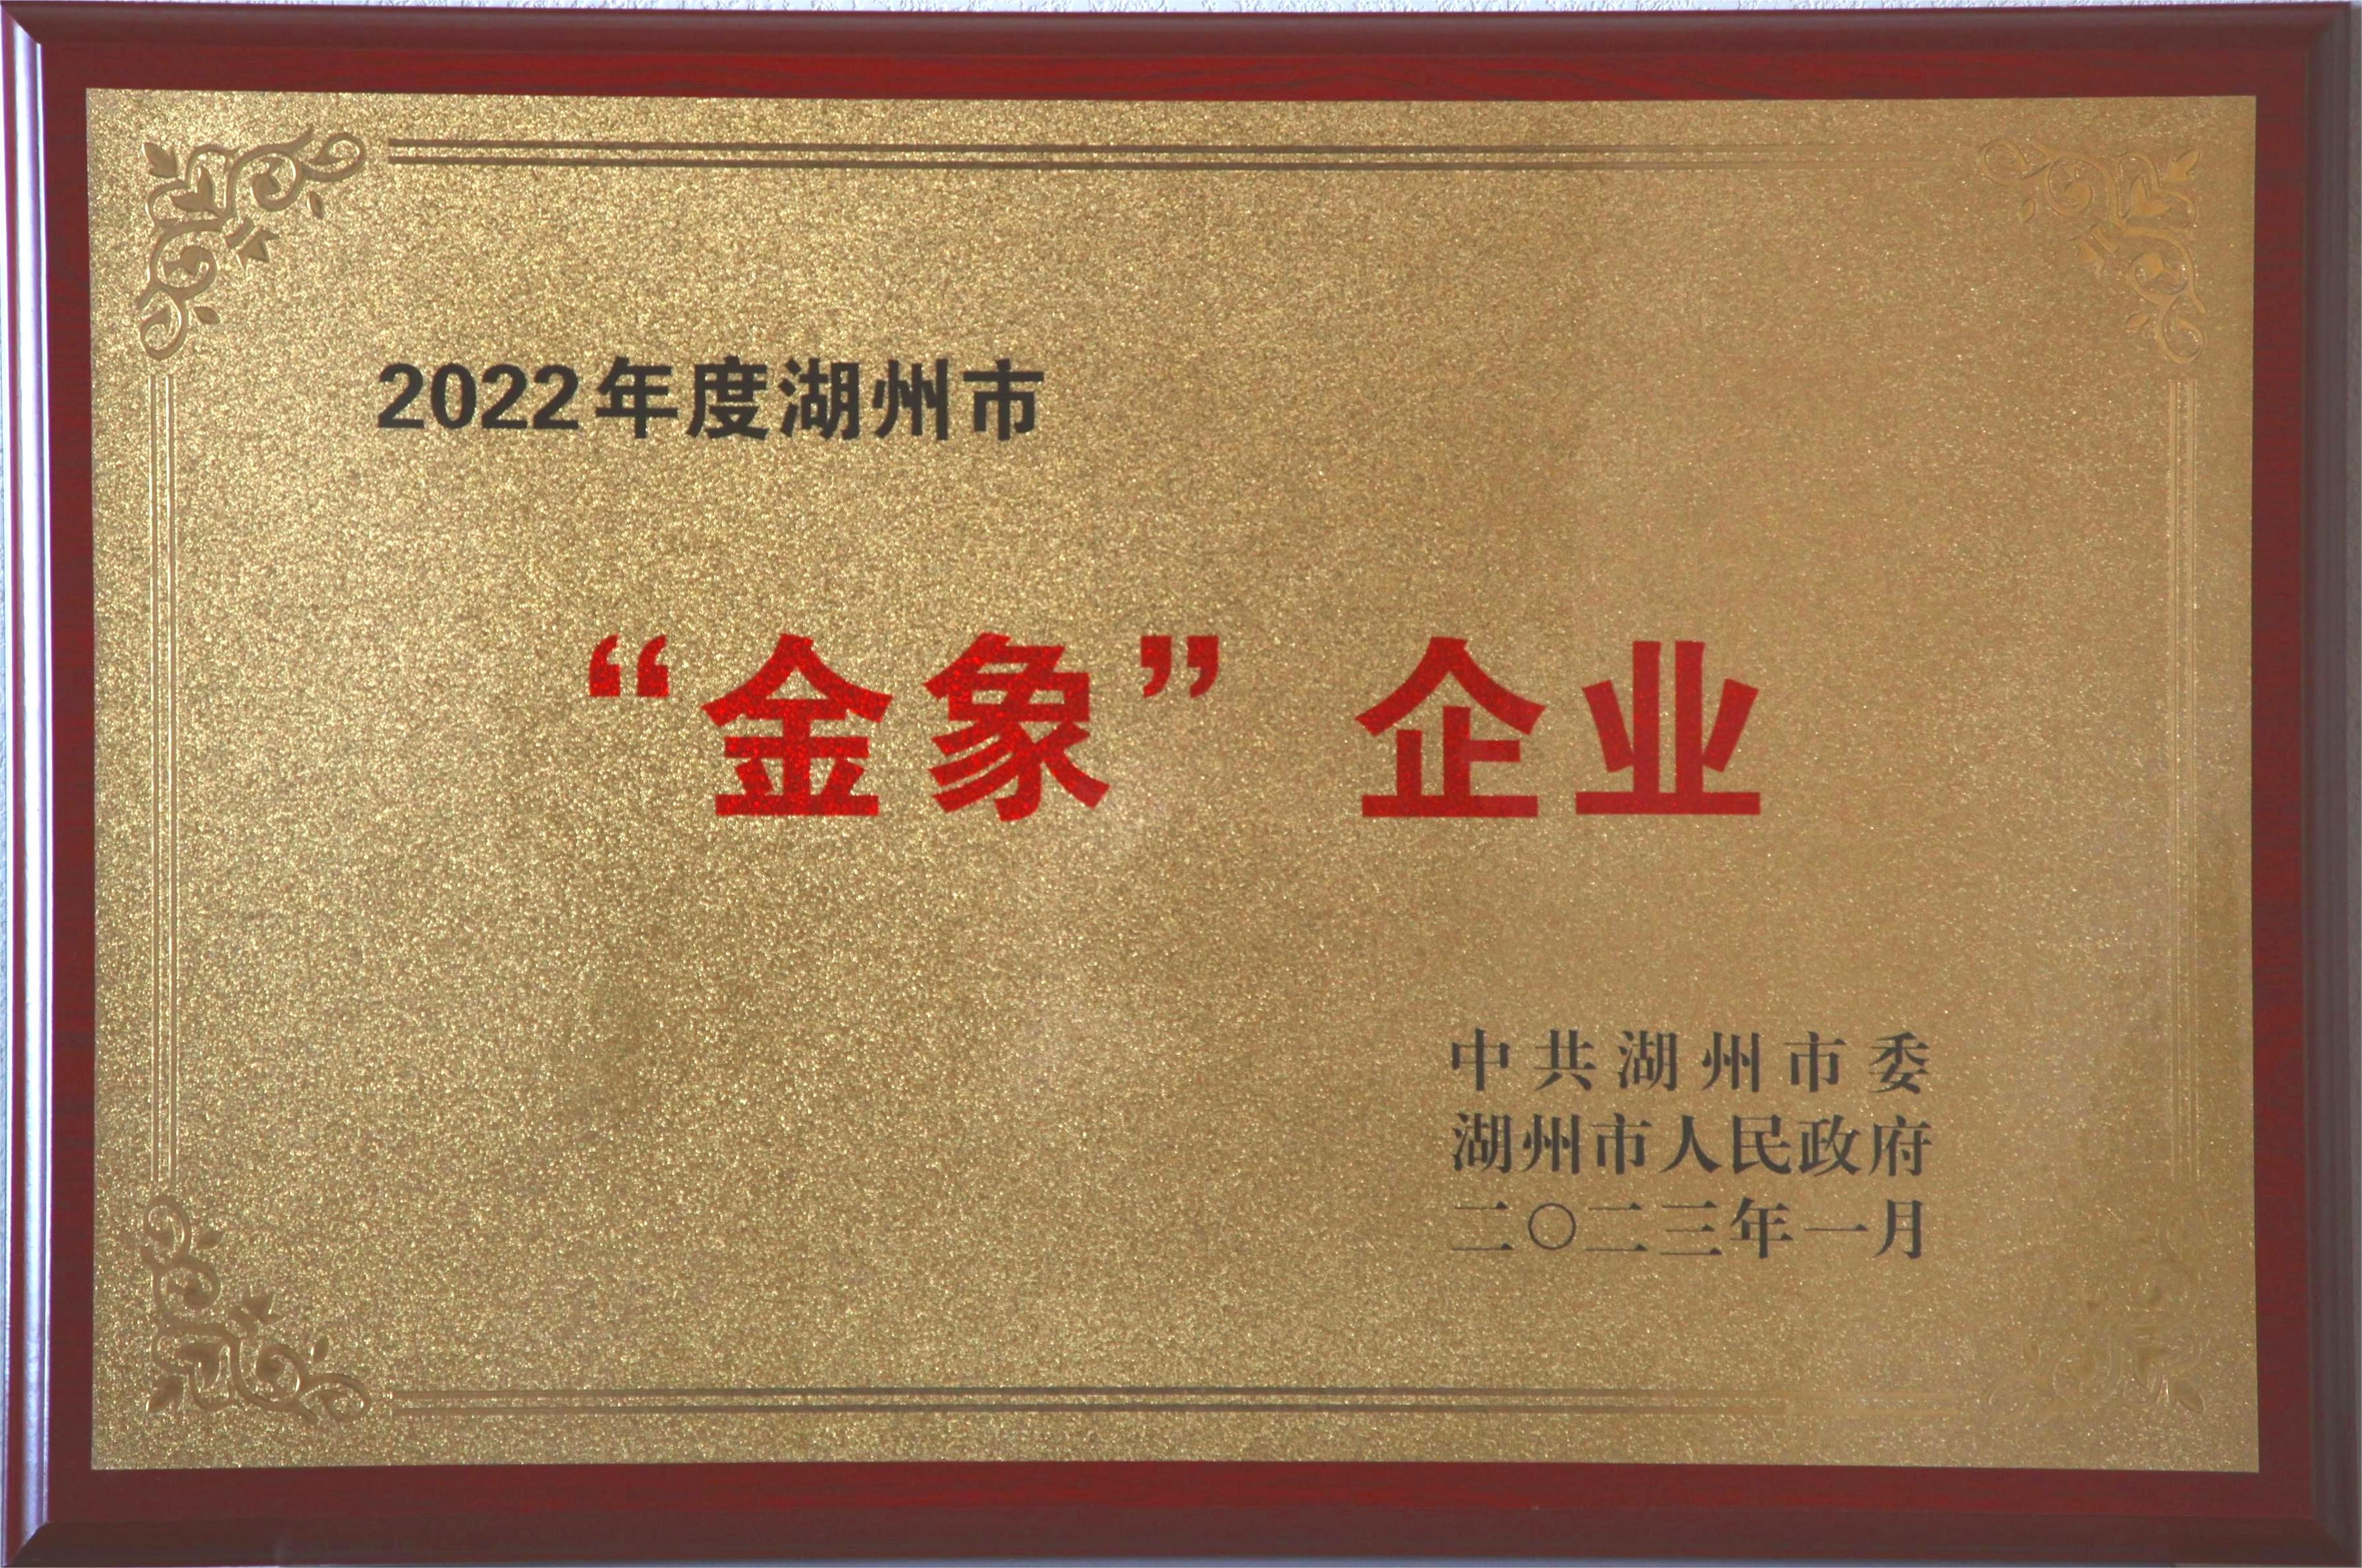 2022年度湖州市
“金象” 企业
中共湖州市委
湖州市人民政府
二〇二三年一月